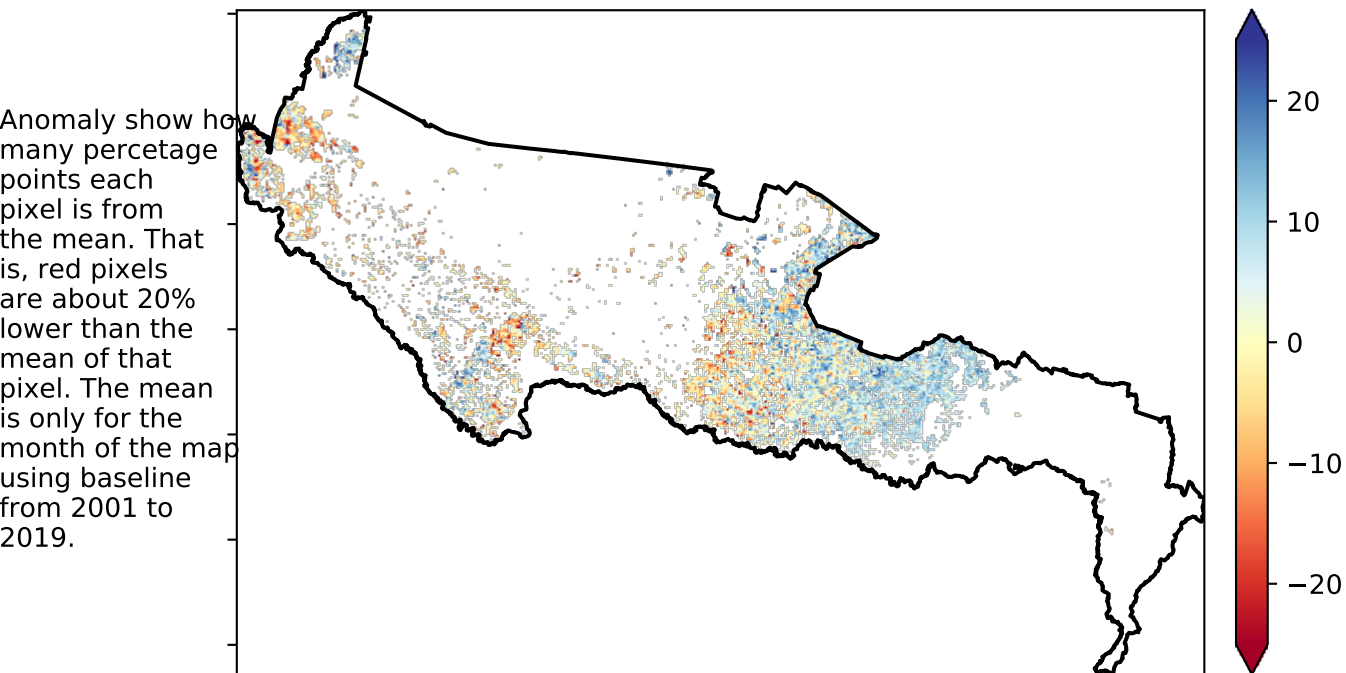 Anomaly show how
many percetage
points each
pixel is from
the mean. That
is, red pixels
are about 20%
lower than the
mean of that
pixel. The mean
is only for the
month of the map
using baseline
from 2001 to
2019.
20
10
0
−10
−20